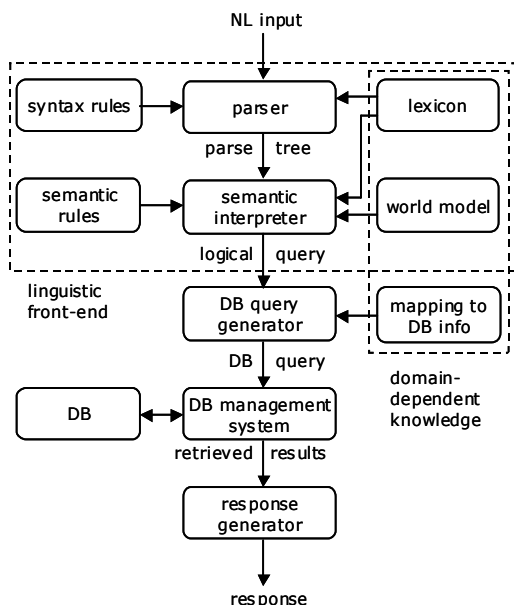 NL input
syntax rules
parser
lexicon
parse tree
semantic
rules
semantic
interpreter
world model
logical query
linguistic
front-end
DB query
generator
mapping to
DB info
DB query
domain-
dependent
knowledge
DB
DB management
system
retrieved results
response
generator
response